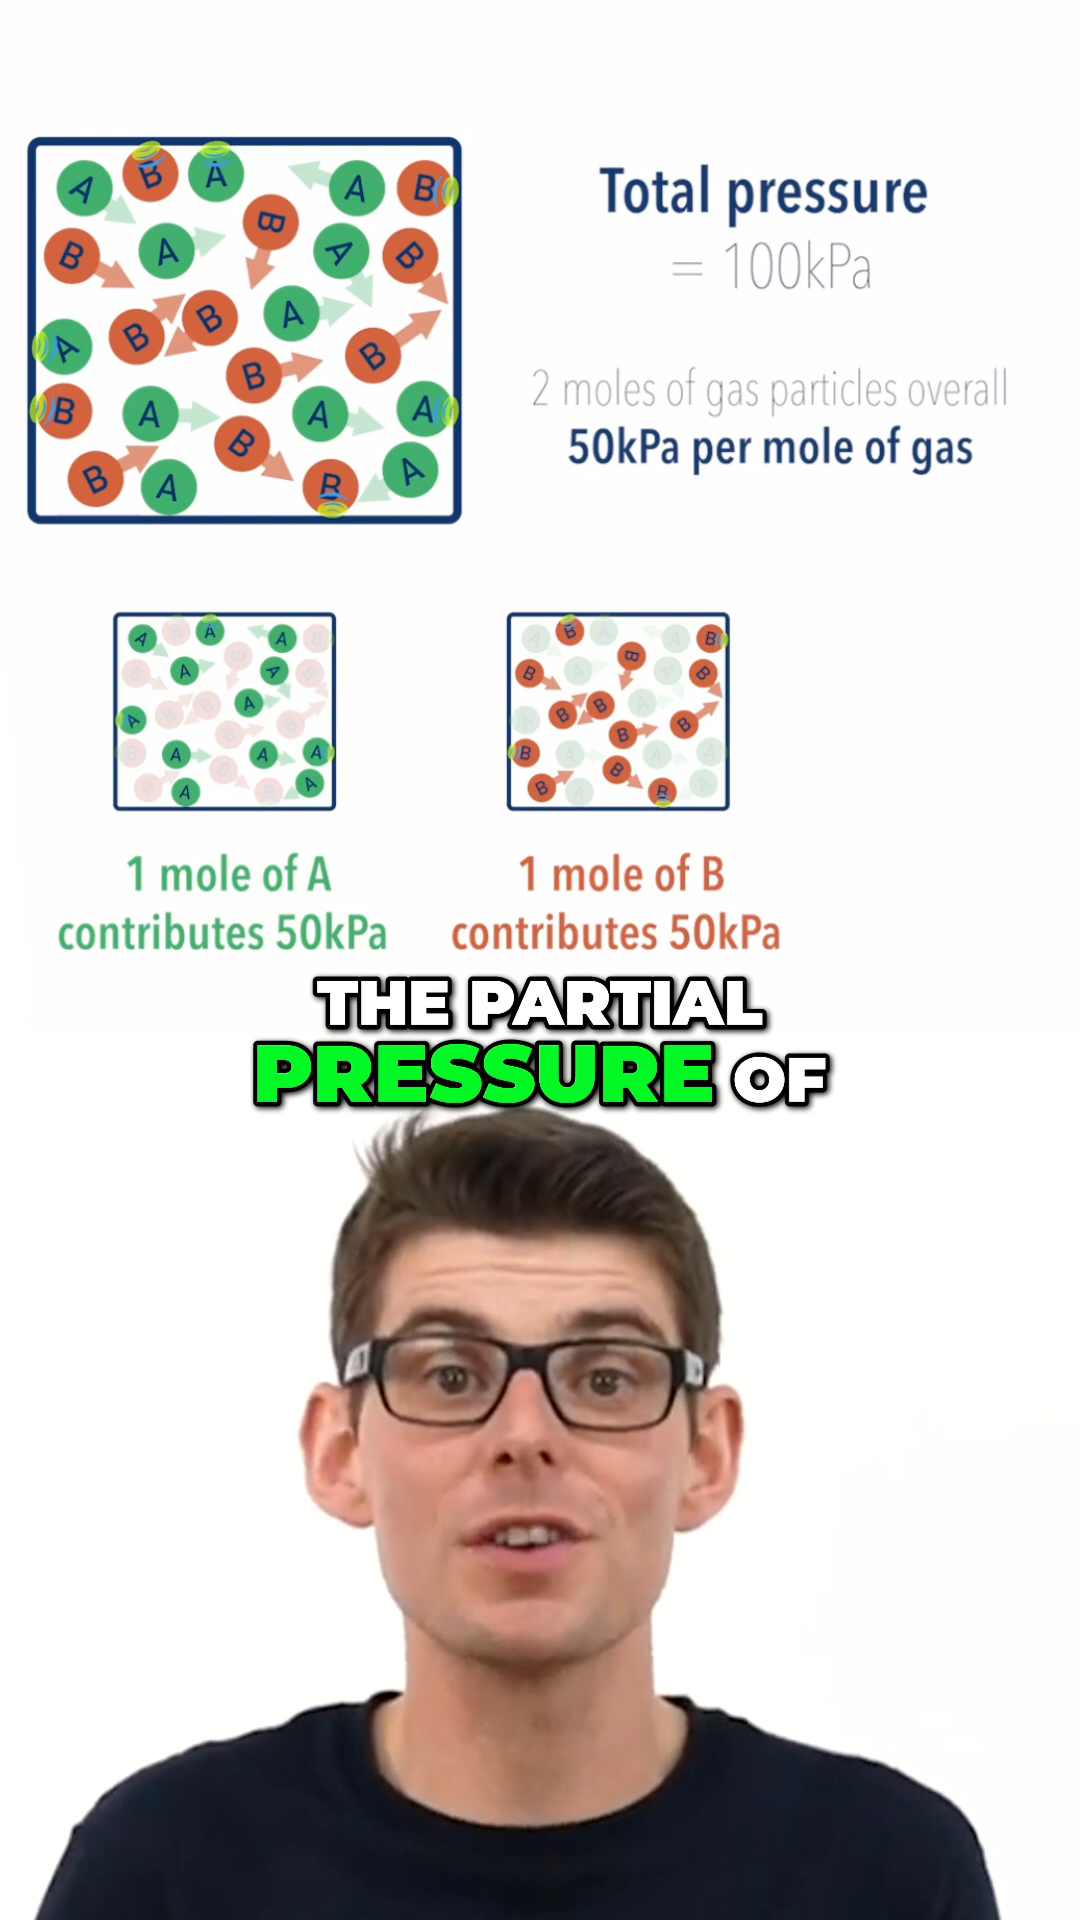 Total pressure
= 100kPa
2 moles of gas particles overall
50kPa per mole of gas
A B A A B
B A B A B
A B B A B
B A B A A
B A B B A
1 mole of A
contributes 50kPa
1 mole of B
contributes 50kPa
THE PARTIAL
PRESSURE OF